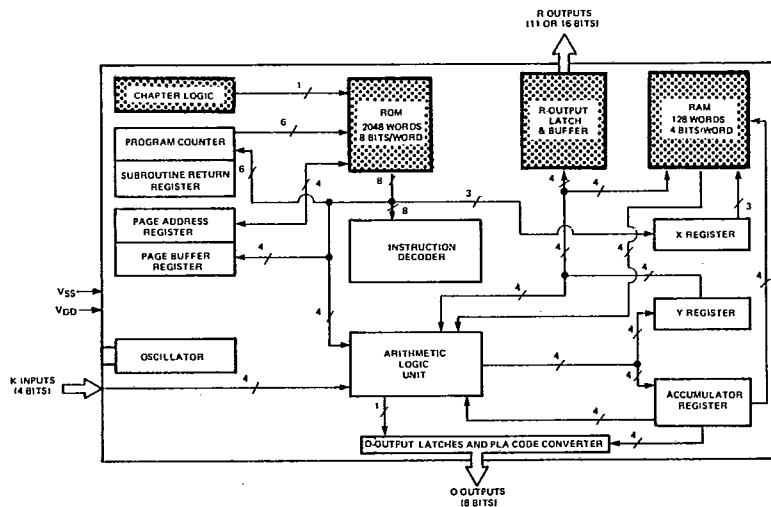 R OUTPUTS
(11 OR 16 BITS)
CHAPTER LOGIC
1
ROM
2048 WORDS
8 BITS/WORD
R-OUTPUT
LATCH
& BUFFER
RAM
128 WORDS
4 BITS/WORD
PROGRAM COUNTER
6
SUBROUTINE RETURN
REGISTER
6
4
8
3
4
4
PAGE ADDRESS
REGISTER
8
X REGISTER
3
PAGE BUFFER
REGISTER
4
INSTRUCTION
DECODER
4
4
4
4
VSS
VDD
4
Y REGISTER
OSCILLATOR
ARITHMETIC
LOGIC
UNIT
4
4
4
K INPUTS
(4 BITS)
4
ACCUMULATOR
REGISTER
1
4
4
O-OUTPUT LATCHES AND PLA CODE CONVERTER
O OUTPUTS
(8 BITS)